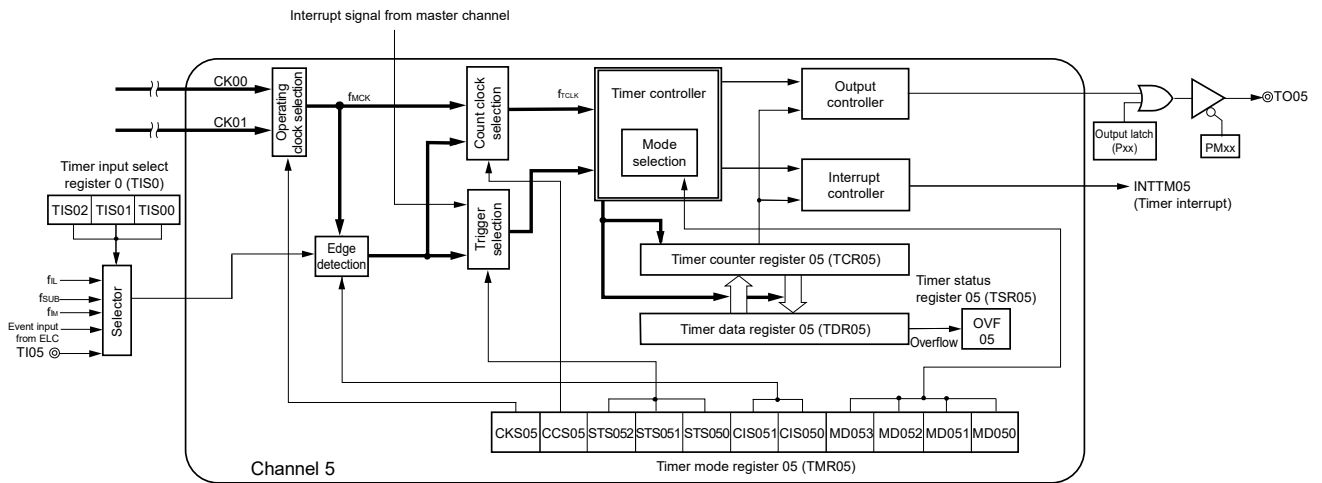 Interrupt signal from master channel
CK00
CK01
Operating
clock selection
fMCK
Count clock
selection
fTCLK
Timer controller
Mode
selection
Output
controller
TO05
Output latch
(Pxx)
PMxx
Interrupt
controller
INTTM05
(Timer interrupt)
Timer input select
register 0 (TIS0)
TIS02 TIS01 TIS00
Trigger
selection
Edge
detection
Timer counter register 05 (TCR05)
Timer status
register 05 (TSR05)
Timer data register 05 (TDR05)
Overflow
OVF
05
fIL
fSUB
fIM
Event input
from ELC
TI05
Selector
CKS05 CCS05 STS052 STS051 STS050 CIS051 CIS050 MD053 MD052 MD051 MD050
Channel 5
Timer mode register 05 (TMR05)